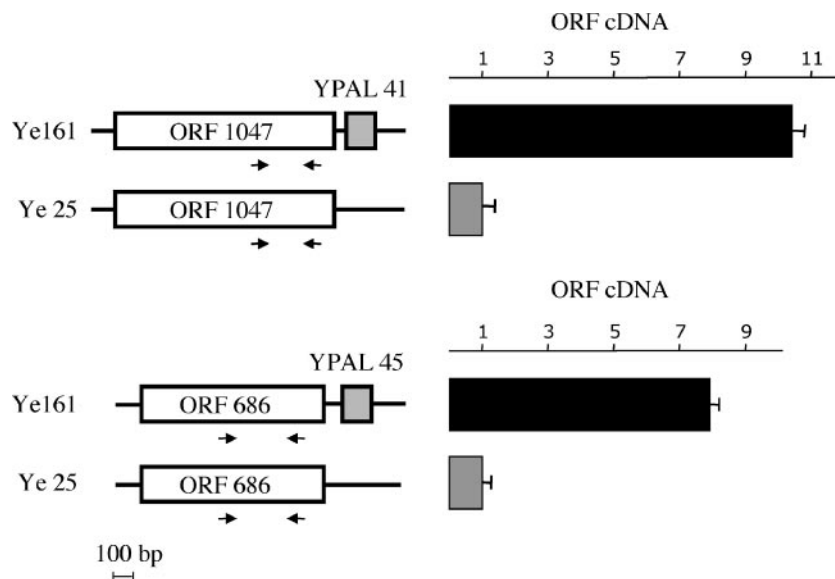 ORF cDNA
1 3 5 7 9 11
YPAL 41
Ye161
ORF 1047
Ye 25
ORF 1047
ORF cDNA
1 3 5 7 9
YPAL 45
Ye161
ORF 686
Ye 25
ORF 686
100 bp